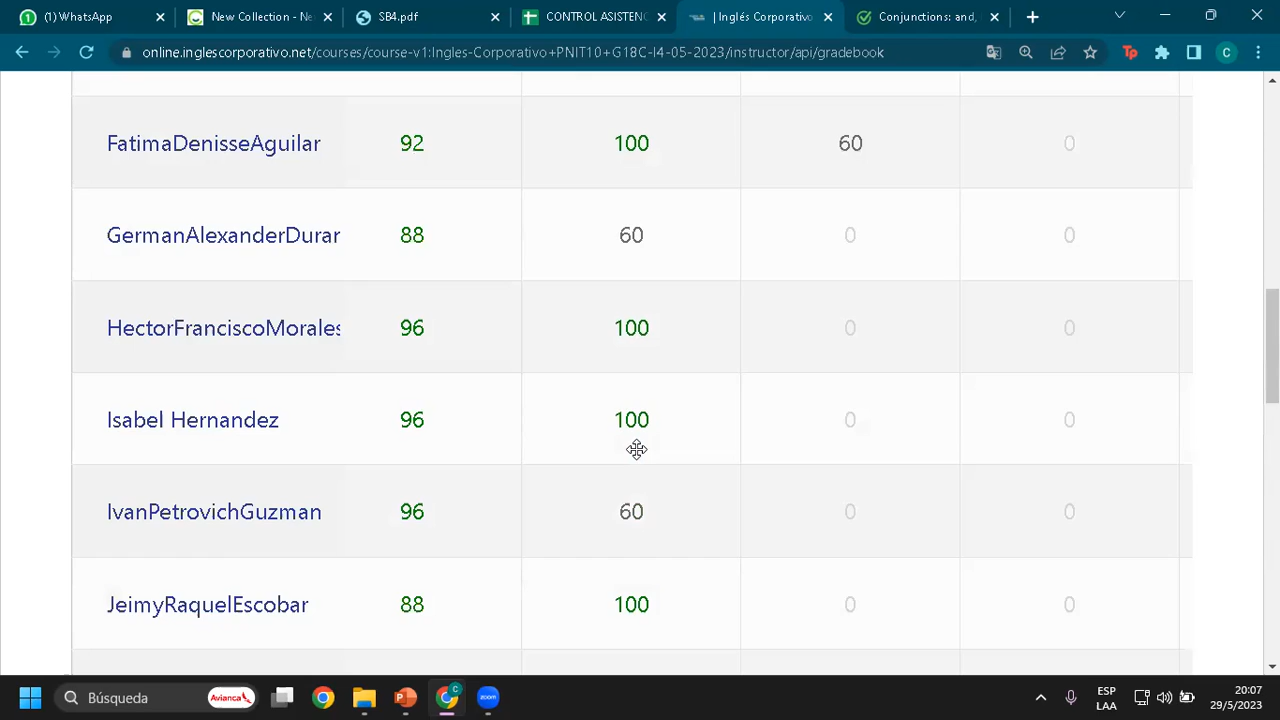 (1) WhatsApp
New Collection - Ne
SB4.pdf
CONTROL ASISTENC
| Inglés Corporativo
Conjunctions: and,
online.inglescorporativo.net/courses/course-v1:Ingles-Corporativo+PNIT10+G18C-I4-05-2023/instructor/api/gradebook
C
FatimaDenisseAguilar 92 100 60 0
GermanAlexanderDurar 88 60 0 0
HectorFranciscoMorales 96 100 0 0
Isabel Hernandez 96 100 0 0
IvanPetrovichGuzman 96 60 0 0
JeimyRaquelEscobar 88 100 0 0
Búsqueda
Avianca
zoom
ESP
LAA
20:07
29/5/2023